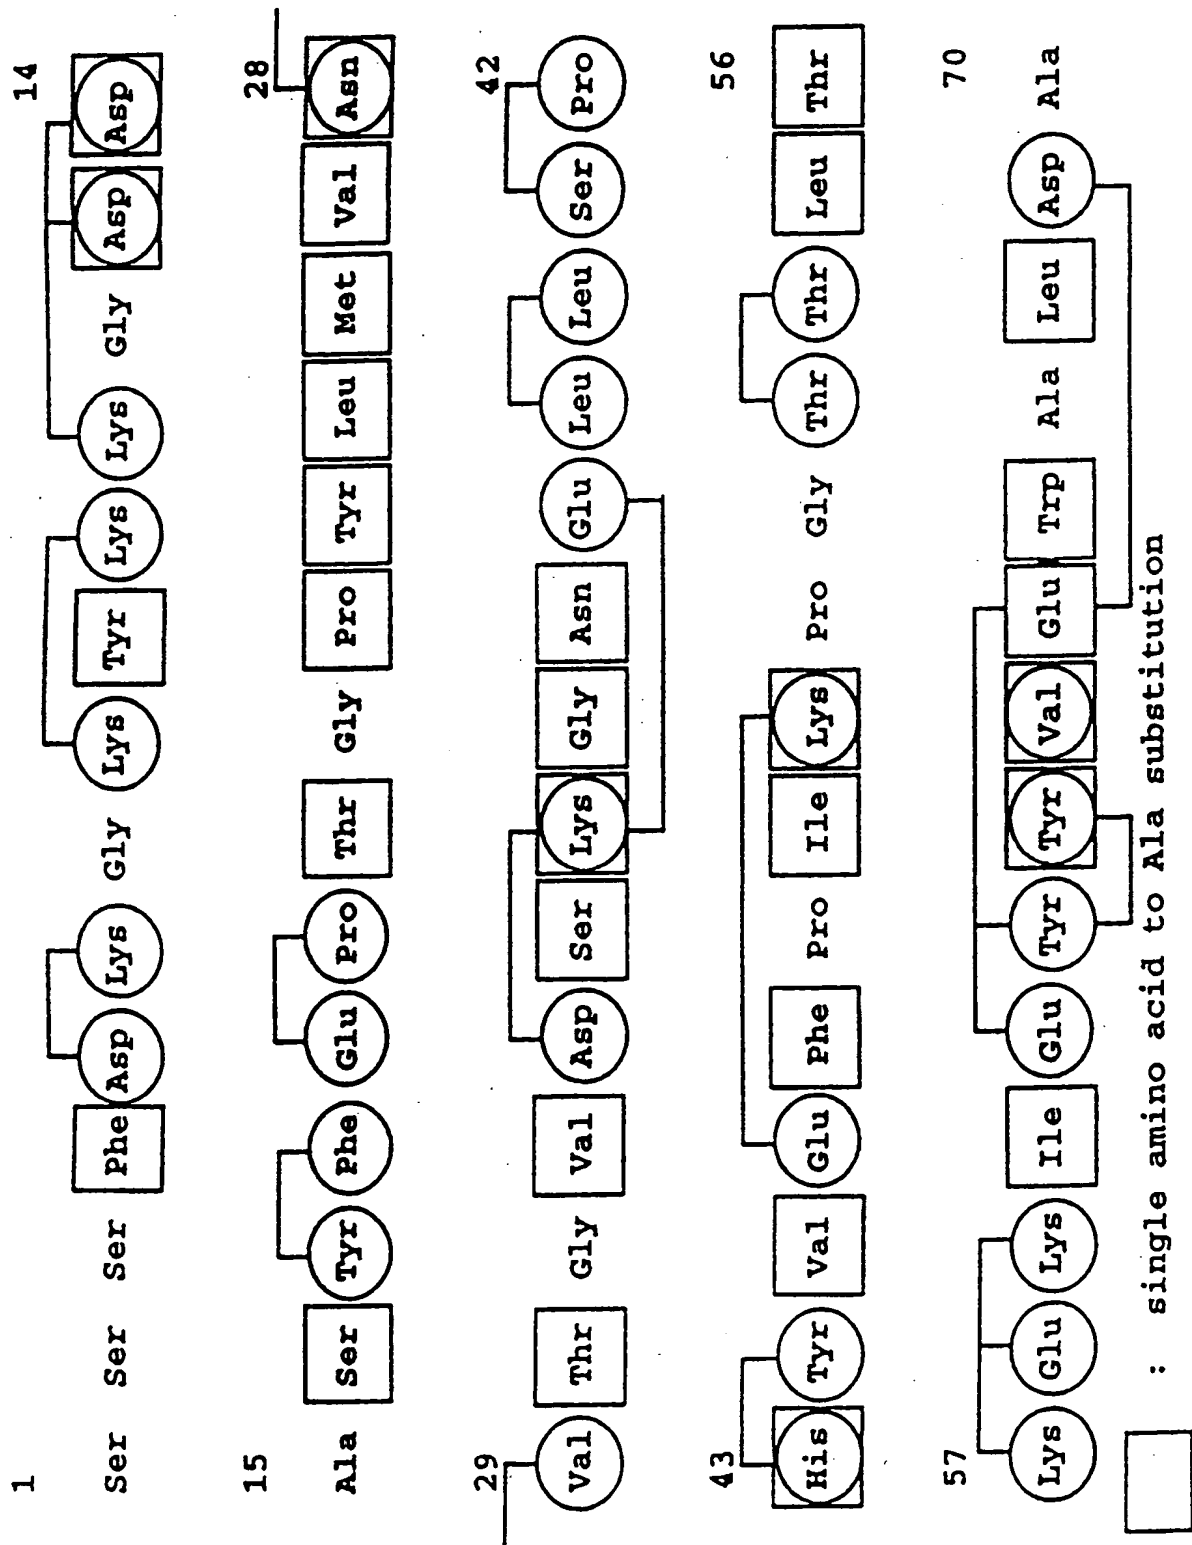 1 14
Ser Ser Ser Phe Asp Lys Gly Lys Tyr Lys Lys Gly Asp Asp
15 28
Ala Ser Tyr Phe Glu Pro Thr Gly Pro Tyr Leu Met Val Asn
29 42
Val Thr Gly Val Asp Ser Lys Gly Asn Glu Leu Leu Ser Pro
43 56
His Tyr Val Glu Phe Pro Ile Lys Pro Gly Thr Thr Leu Thr
57 70
Lys Glu Lys Ile Glu Tyr Tyr Val Glu Trp Ala Leu Asp Ala
: single amino acid to Ala substitution